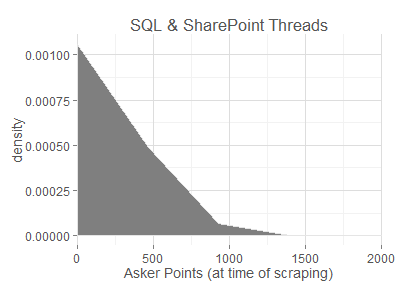 SQL & SharePoint Threads
density
0.00100
0.00075
0.00050
0.00025
0.00000
0 500 1000 1500 2000
Asker Points (at time of scraping)